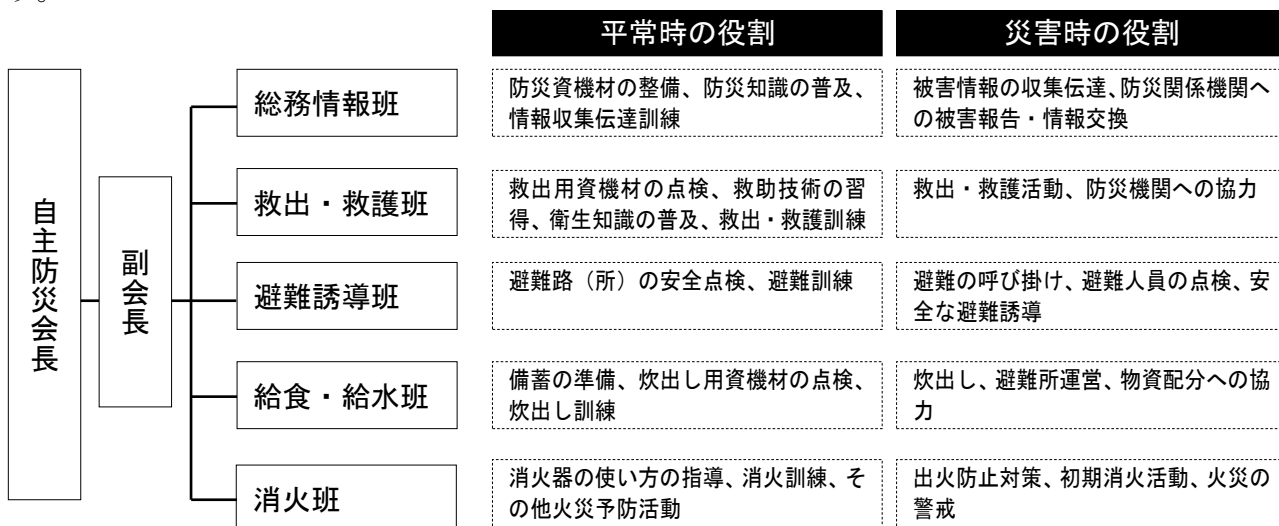 す。
平常時の役割
災害時の役割
自主防災会長
副会長
総務情報班
防災資機材の整備、防災知識の普及、
情報収集伝達訓練
被害情報の収集伝達、防災関係機関へ
の被害報告・情報交換
救出・救護班
救出用資機材の点検、救助技術の習
得、衛生知識の普及、救出・救護訓練
救出・救護活動、防災機関への協力
避難誘導班
避難路（所）の安全点検、避難訓練
避難の呼び掛け、避難人員の点検、安
全な避難誘導
給食・給水班
備蓄の準備、炊出し用資機材の点検、
炊出し訓練
炊出し、避難所運営、物資配分への協
力
消火班
消火器の使い方の指導、消火訓練、そ
の他火災予防活動
出火防止対策、初期消火活動、火災の
警戒